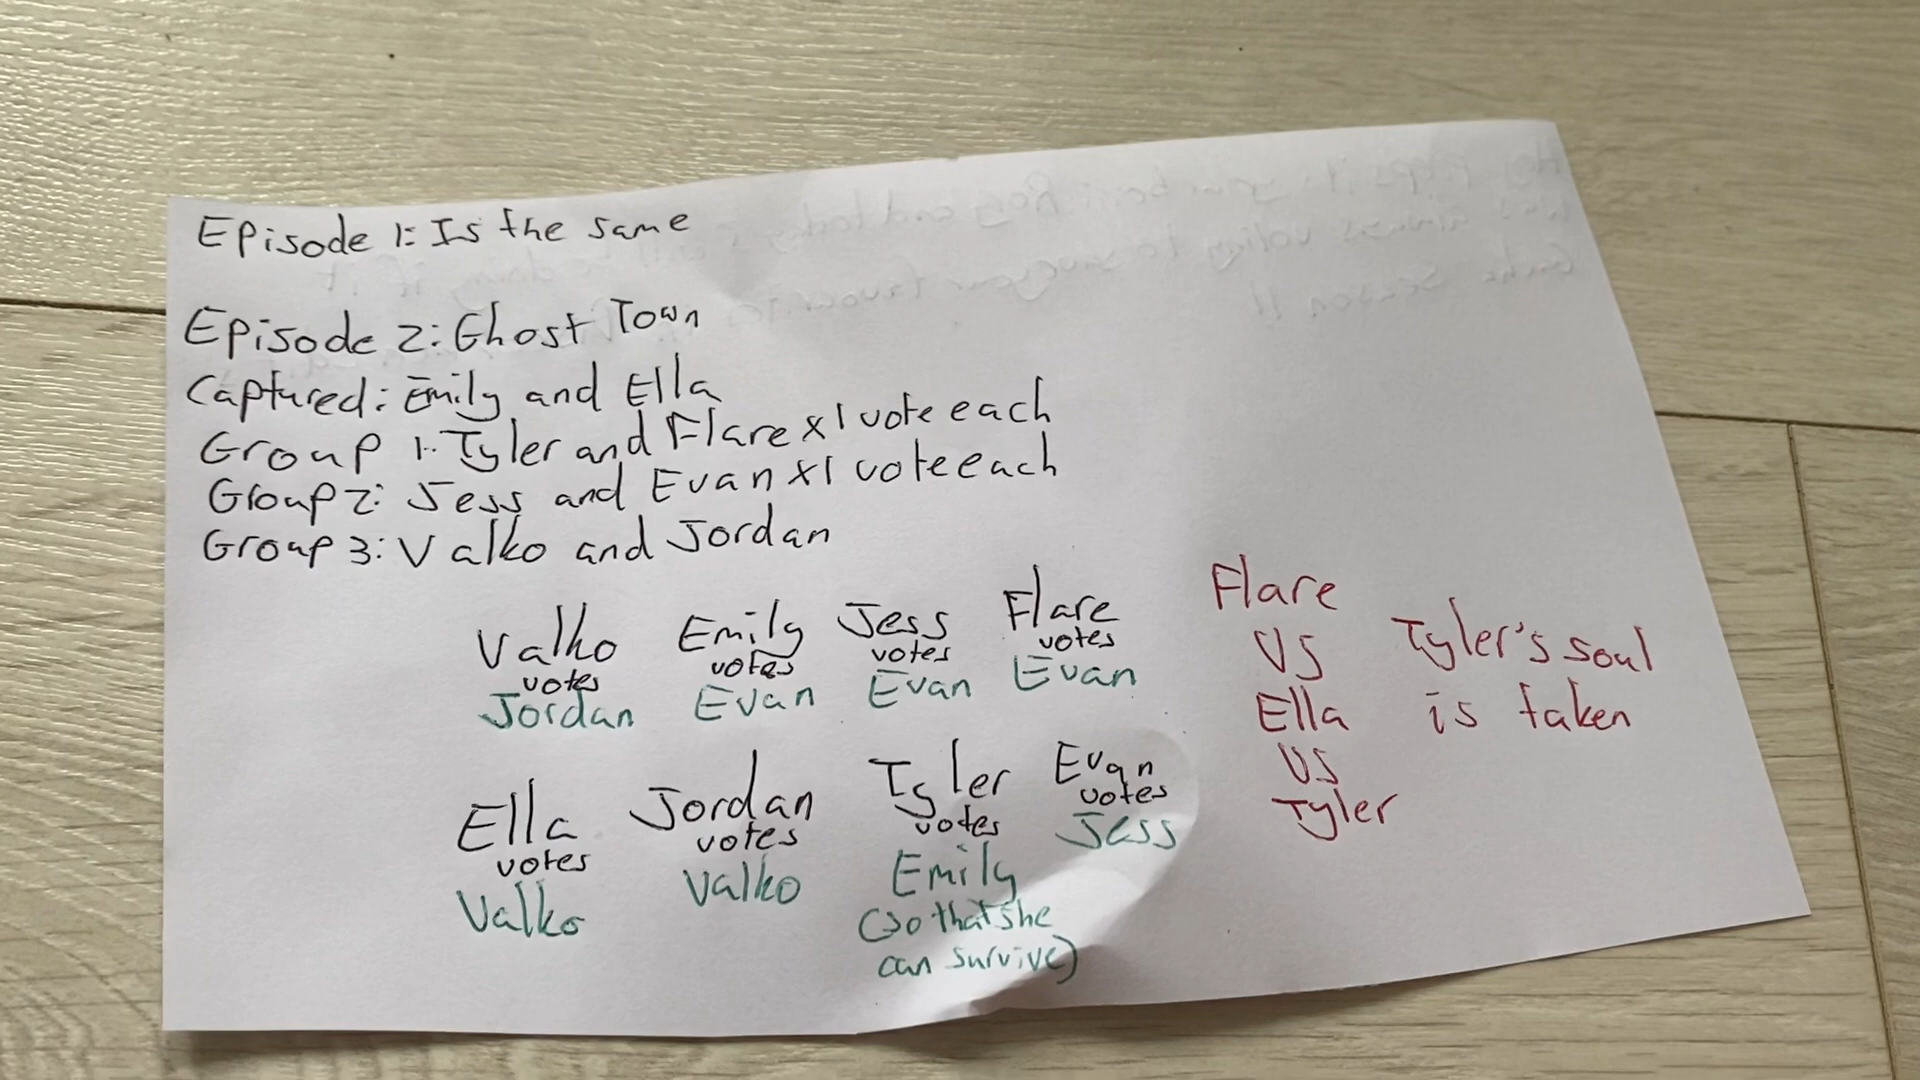 Episode 1: Is the same
Episode 2: Ghost Town
Captured: Emily and Ella
Group 1: Tyler and Flare x1 vote each
Group 2: Jess and Evan x1 vote each
Group 3: Valko and Jordan
Valko votes Jordan
Emily votes Evan
Jess votes Evan
Flare votes Evan
Ella votes Valko
Jordan votes Valko
Tyler votes Emily
(so that she
can survive)
Evan votes Jess
Flare
VS
Ella
VS
Tyler
Tyler's soul
is taken